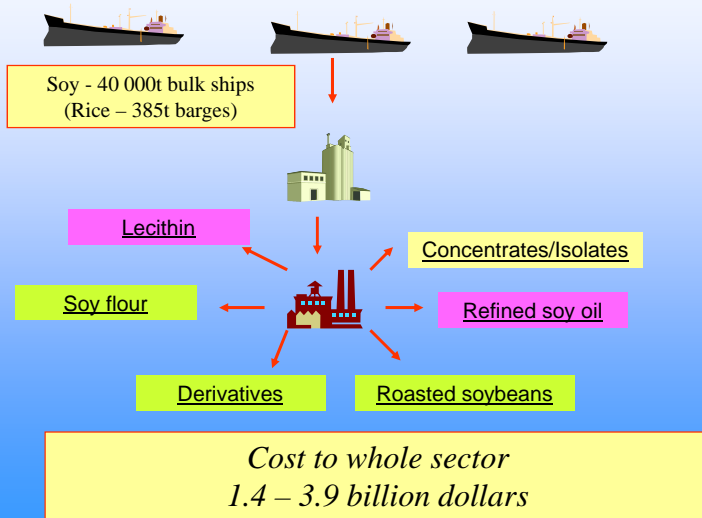 Soy - 40 000t bulk ships
(Rice – 385t barges)
Lecithin
Concentrates/Isolates
Soy flour
Refined soy oil
Derivatives
Roasted soybeans
Cost to whole sector
1.4 – 3.9 billion dollars